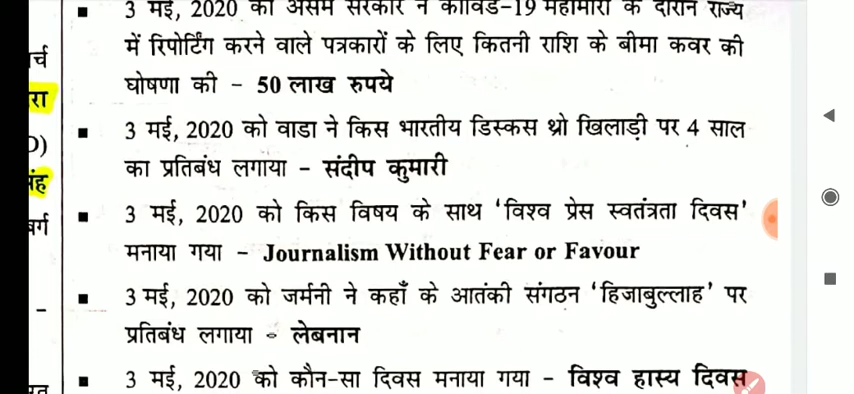 3 मई, 2020 को असम सरकार ने कोविड-19 महामारी के दौरान राज्य
में रिपोर्टिंग करने वाले पत्रकारों के लिए कितनी राशि के बीमा कवर की
र्च
घोषणा की - 50 लाख रुपये
रा
3 मई, 2020 को वाडा ने किस भारतीय डिस्कस थ्रो खिलाड़ी पर 4 साल
D)
का प्रतिबंध लगाया - संदीप कुमारी
िंह
3 मई, 2020 को किस विषय के साथ 'विश्व प्रेस स्वतंत्रता दिवस'
वर्ग
मनाया गया - Journalism Without Fear or Favour
3 मई, 2020 को जर्मनी ने कहाँ के आतंकी संगठन 'हिजाबुल्लाह' पर
-
प्रतिबंध लगाया - लेबनान
3 मई, 2020 को कौन-सा दिवस मनाया गया - विश्व हास्य दिवस